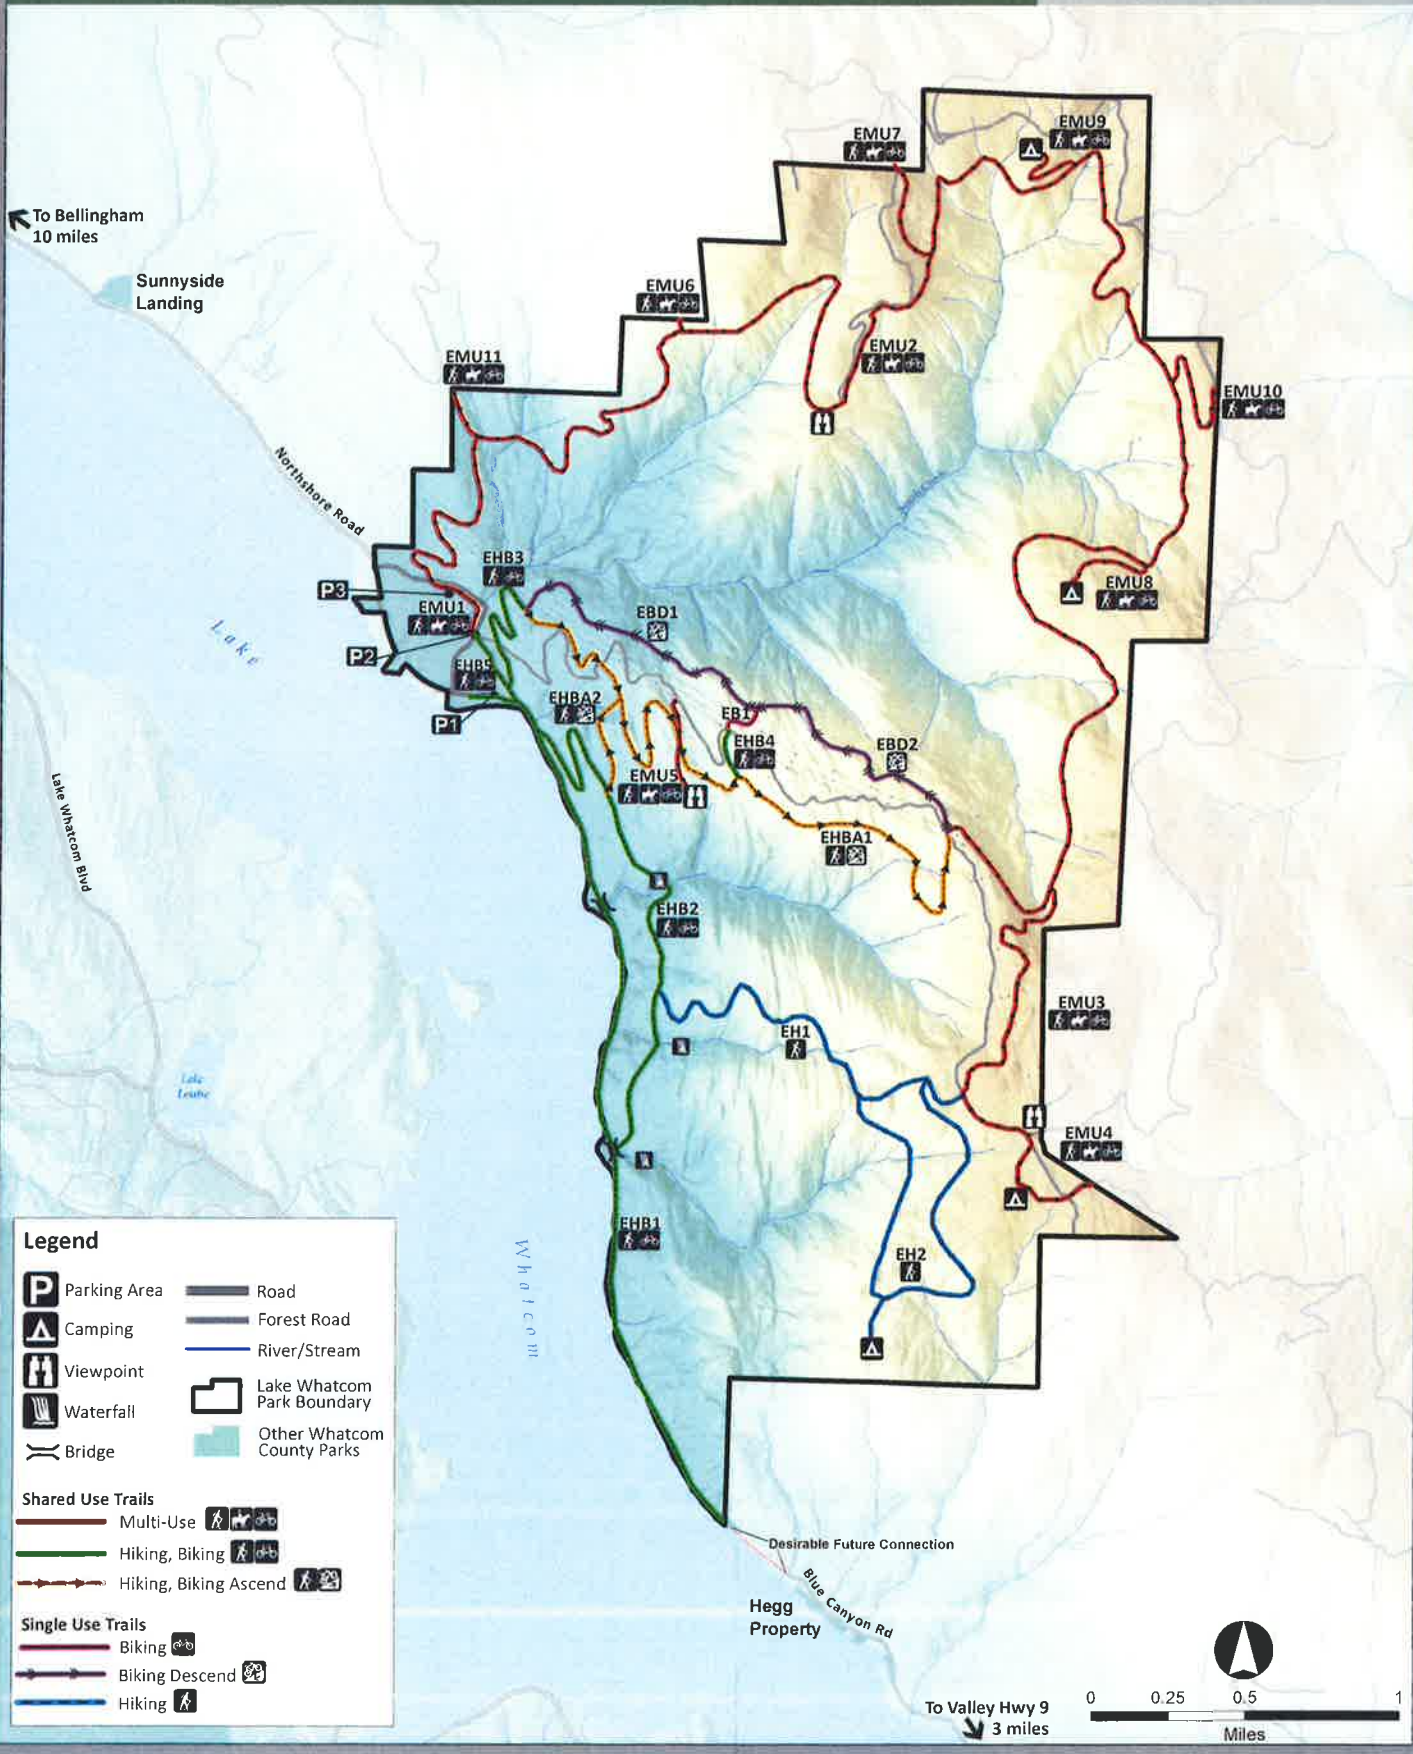 EMU9
EMU7
To Bellingham
10 miles
Sunnyside
Landing
EMU6
EMU2
EMU11
EMU10
Northshore Road
EHB3
P3
EMU1
EBD1
EMU8
Lake
P2
EHB5
EHBA2
P1
EB1
EHB4
EBD2
EMU5
Lake Whatcom Blvd
EHBA1
EHB2
EMU3
EH1
Lake
Louise
EMU4
EHB1
Whatcom
EH2
Legend
P Parking Area
Camping
Viewpoint
Waterfall
Bridge
Road
Forest Road
River/Stream
Lake Whatcom
Park Boundary
Other Whatcom
County Parks
Shared Use Trails
Multi-Use
Hiking, Biking
Hiking, Biking Ascend
Single Use Trails
Biking
Biking Descend
Hiking
Desirable Future Connection
Blue Canyon Rd
Hegg
Property
To Valley Hwy 9
3 miles
0 0.25 0.5 1
Miles